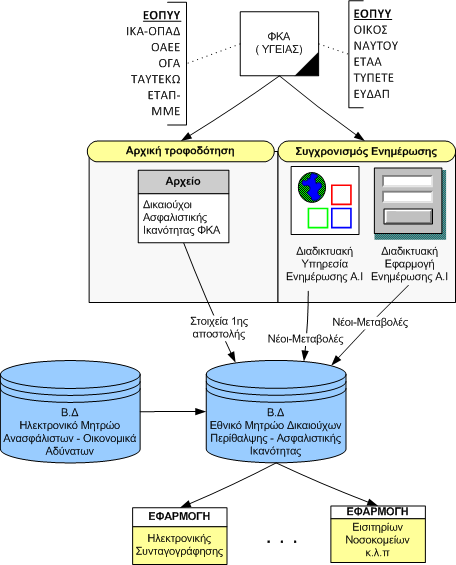 ΕΟΠΥΥ
ΙΚΑ-ΟΠΑΔ
ΟΑΕΕ
ΟΓΑ
ΤΑΥΤΕΚΩ
ΕΤΑΠ-
ΜΜΕ
ΦΚΑ
( ΥΓΕΙΑΣ)
ΕΟΠΥΥ
ΟΙΚΟΣ
ΝΑΥΤΟΥ
ΕΤΑΑ
ΤΥΠΕΤΕ
ΕΥΔΑΠ
Αρχική τροφοδότηση
Συγχρονισμός Ενημέρωσης
Αρχείο
Δικαιούχοι
Ασφαλιστικής
Ικανότητας ΦΚΑ
Διαδικτυακή
Υπηρεσία
Ενημέρωσης Α.Ι
Διαδικτυακή
Εφαρμογή
Ενημέρωσης Α.Ι
Στοιχεία 1ης
αποστολής
Νέοι-Μεταβολές
Νέοι-Μεταβολές
Β.Δ
Ηλεκτρονικό Μητρώο
Ανασφάλιστων - Οικονομικά
Αδύνατων
Β.Δ
Εθνικό Μητρώο Δικαιούχων
Περίθαλψης - Ασφαλιστικής
Ικανότητας
ΕΦΑΡΜΟΓΗ
Ηλεκτρονικής
Συνταγογράφησης
. . .
ΕΦΑΡΜΟΓΗ
Εισιτηρίων
Νοσοκομείων
κ.λ.π